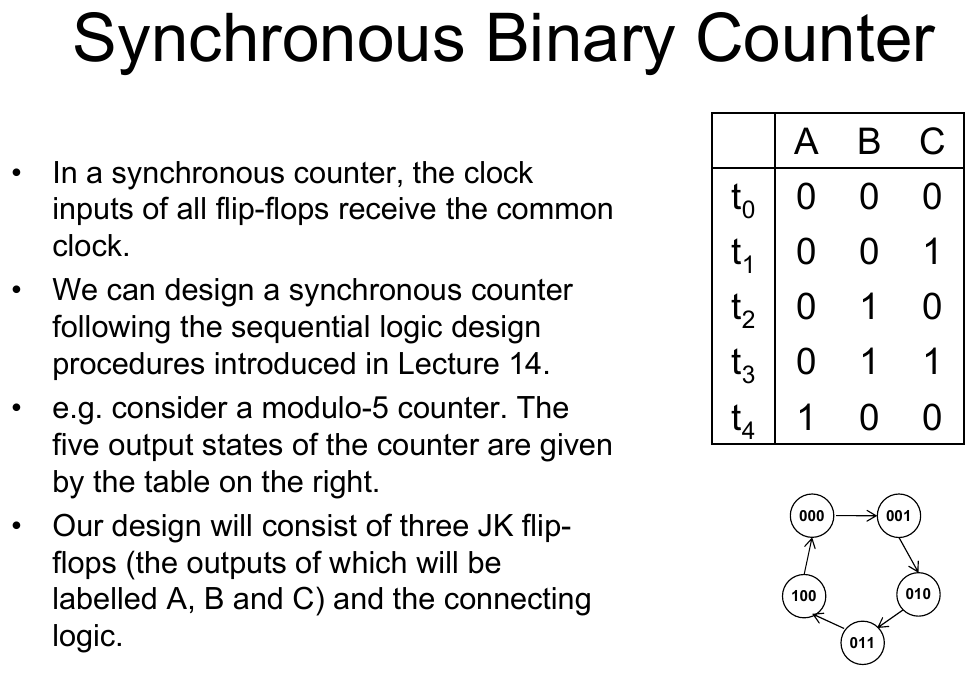 Synchronous Binary Counter
• In a synchronous counter, the clock
inputs of all flip-flops receive the common
clock.
• We can design a synchronous counter
following the sequential logic design
procedures introduced in Lecture 14.
• e.g. consider a modulo-5 counter. The
five output states of the counter are given
by the table on the right.
• Our design will consist of three JK flip-
flops (the outputs of which will be
labelled A, B and C) and the connecting
logic.
A B C
t0 0 0 0
t1 0 0 1
t2 0 1 0
t3 0 1 1
t4 1 0 0
000 001
100 010
011